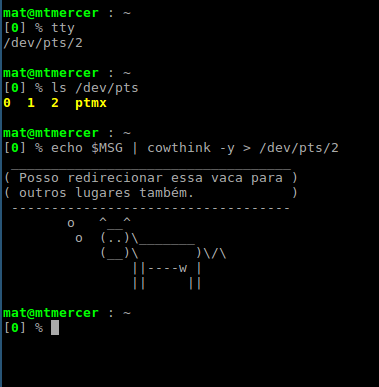 mat@mtmercer : ~
[0] % tty
/dev/pts/2
mat@mtmercer : ~
[0] % ls /dev/pts
0  1  2  ptmx
mat@mtmercer : ~
[0] % echo $MSG | cowthink -y > /dev/pts/2
 ___________________________________
( Posso redirecionar essa vaca para )
( outros lugares também.            )
 -----------------------------------
        o   ^__^
         o  (..)\_______
            (__)\       )\/\
                ||----w |
                ||     ||
mat@mtmercer : ~
[0] %